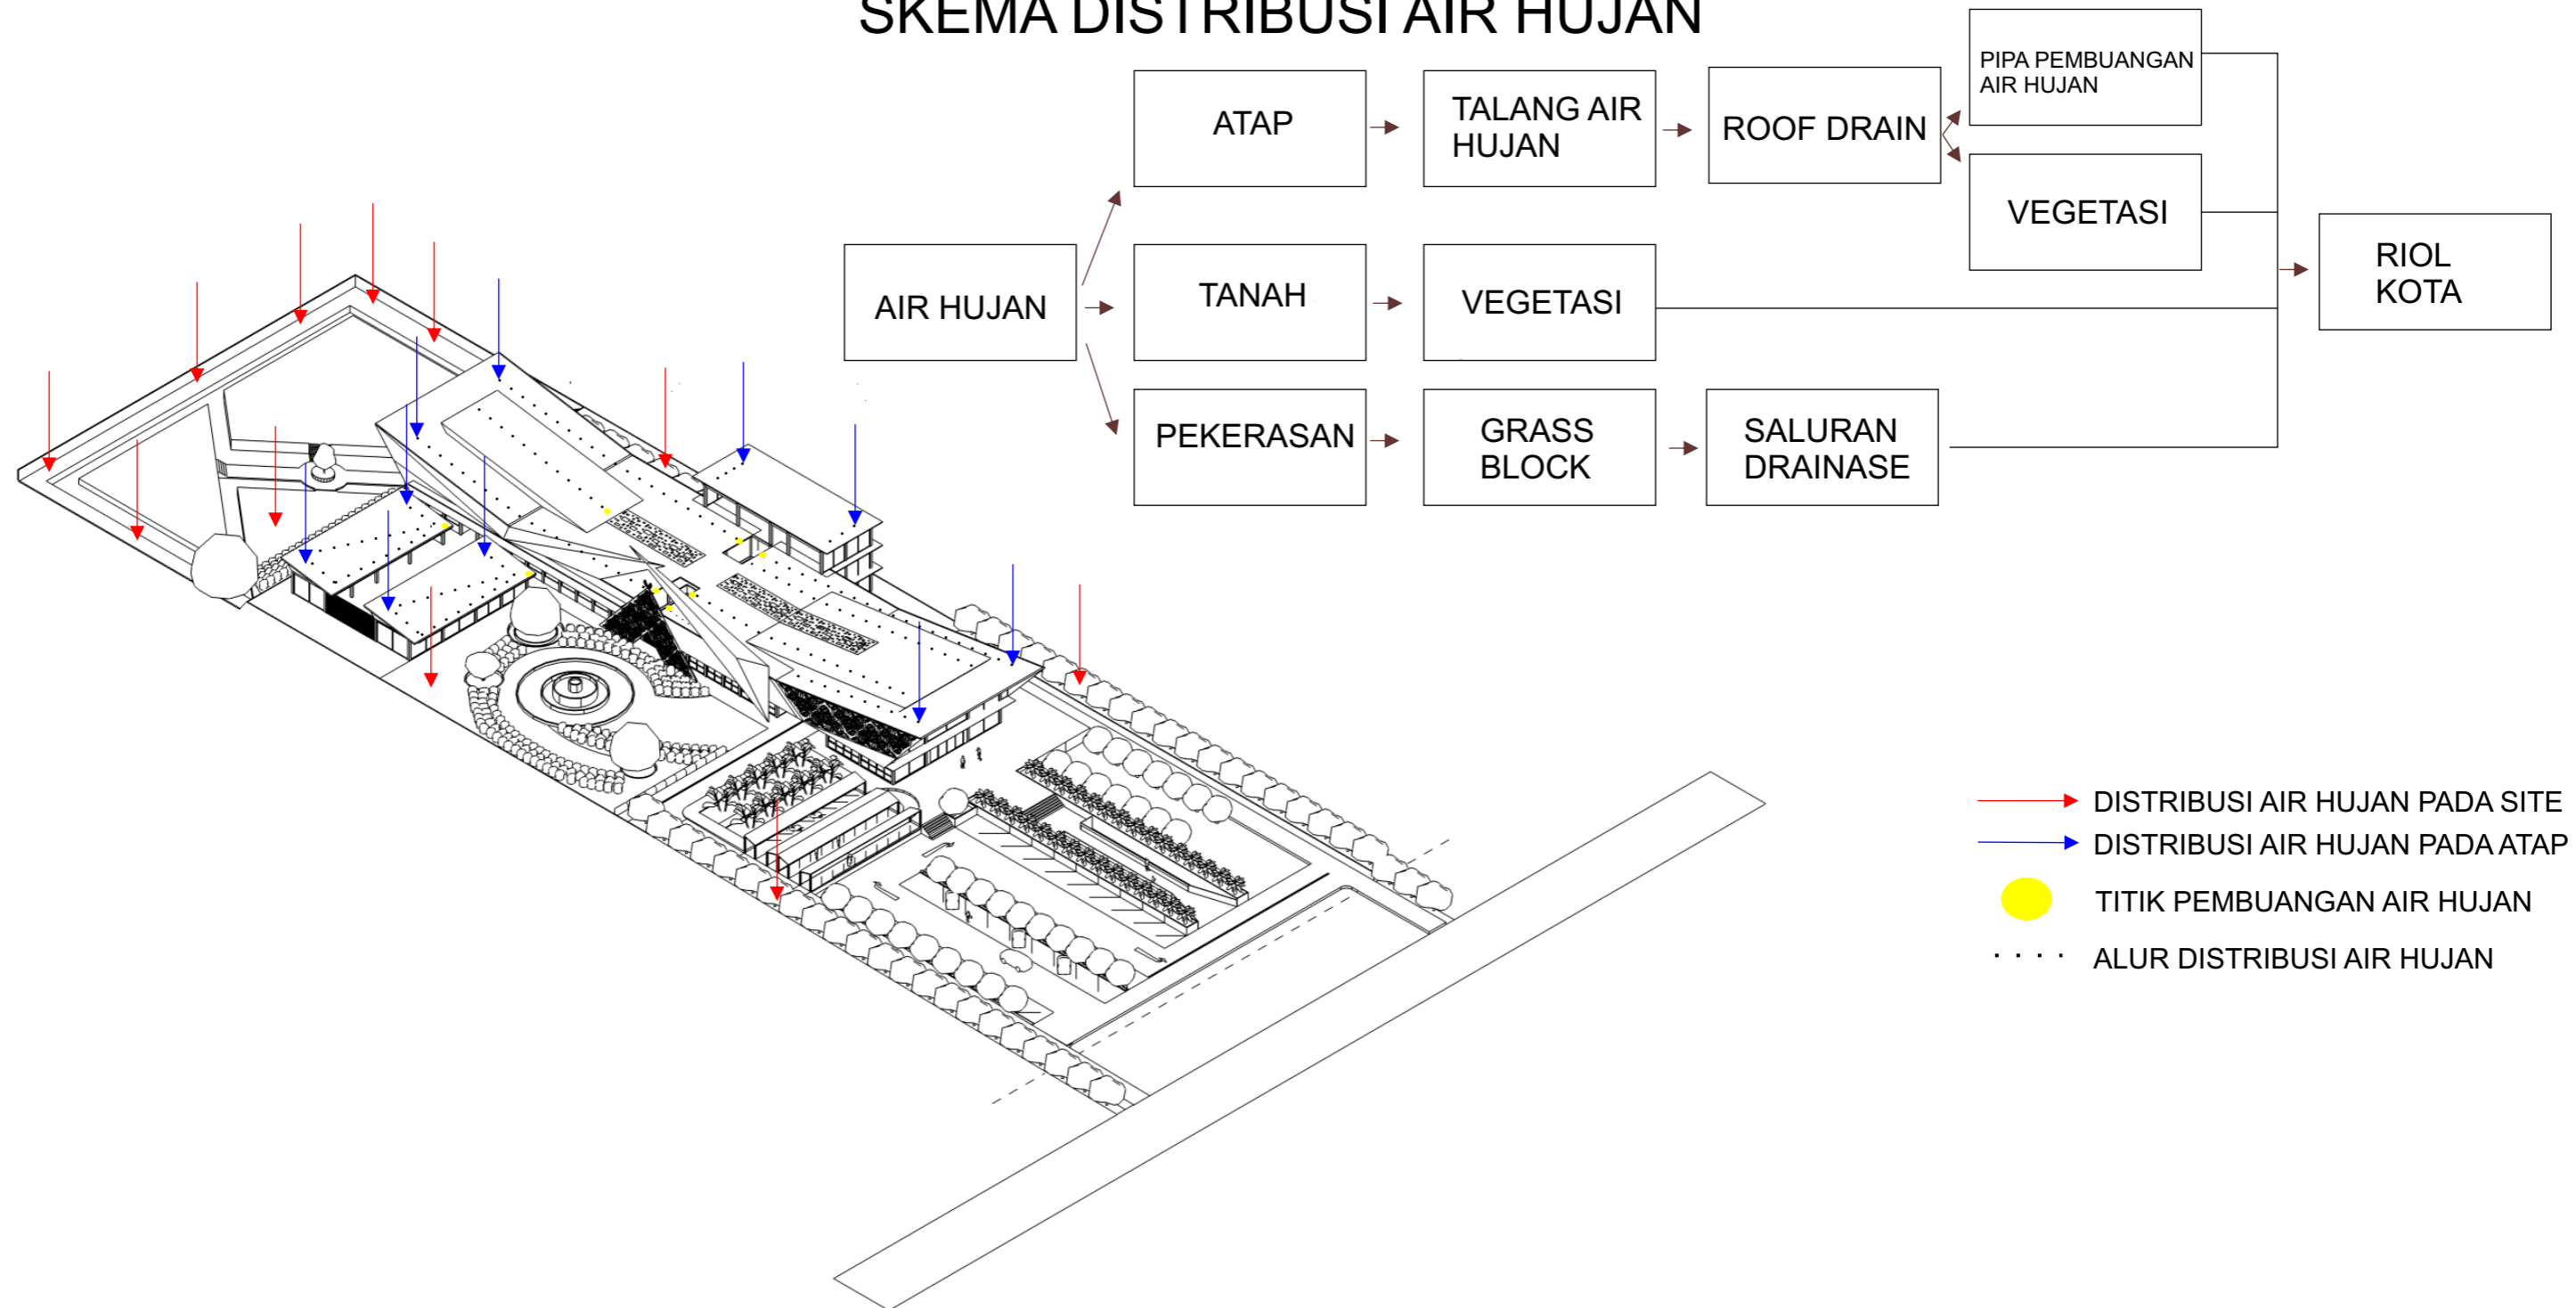 SKEMA DISTRIBUSI AIR HUJAN
PIPA PEMBUANGAN
AIR HUJAN
ATAP
TALANG AIR
HUJAN
ROOF DRAIN
VEGETASI
AIR HUJAN
TANAH
VEGETASI
RIOL
KOTA
PEKERASAN
GRASS
BLOCK
SALURAN
DRAINASE
DISTRIBUSI AIR HUJAN PADA SITE
DISTRIBUSI AIR HUJAN PADA ATAP
TITIK PEMBUANGAN AIR HUJAN
ALUR DISTRIBUSI AIR HUJAN